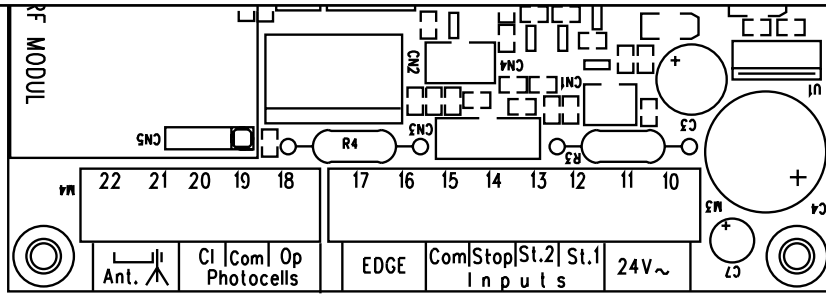 RF MODUL
CN2
CN4
CN1
U1
CN5
CN3
R4
R3
C3
M4
22 21 20 19 18 17 16 15 14 13 12 11 10
M3
C4
Ant. Cl Com Op EDGE Com Stop St.2 St.1 24V~
Photocells Inputs
C7